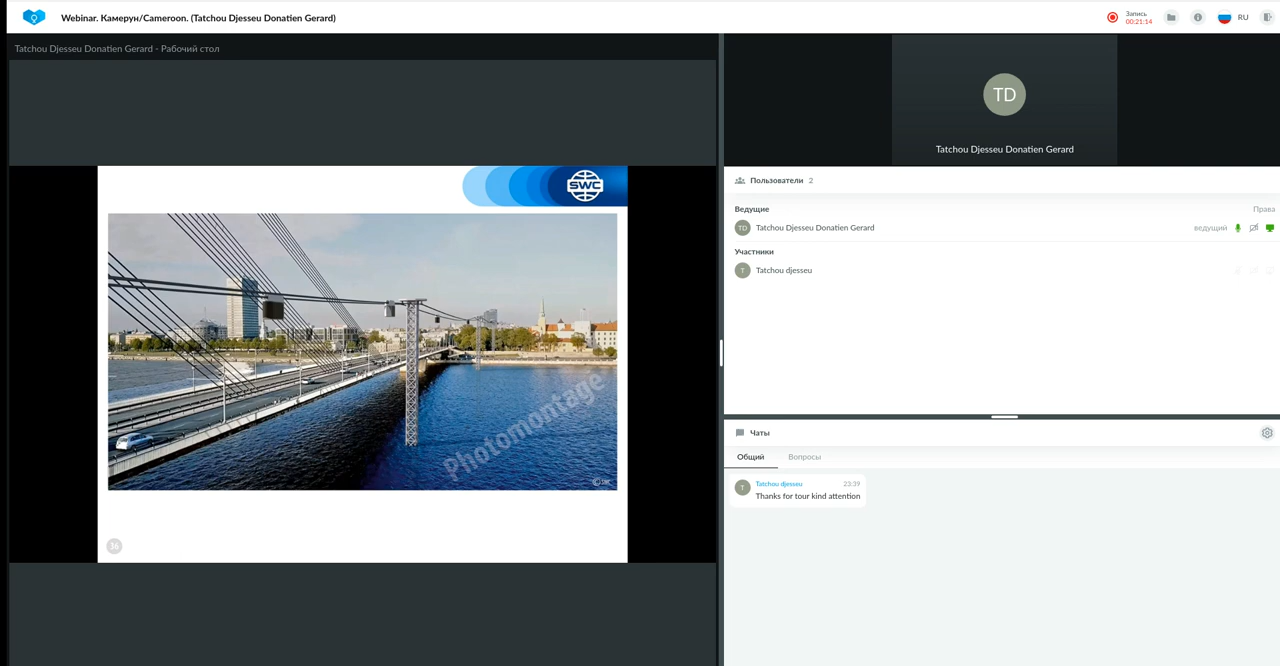 Webinar. Камерун/Cameroon. (Tatchou Djesseu Donatien Gerard)
Запись
00:21:14
RU
Tatchou Djesseu Donatien Gerard - Рабочий стол
SWC
Photomontage
36
TD
Tatchou Djesseu Donatien Gerard
Пользователи 2
Ведущие Права
TD Tatchou Djesseu Donatien Gerard ведущий
Участники
T Tatchou djesseu
Чаты
Общий Вопросы
T Tatchou djesseu 23:39
Thanks for tour kind attention